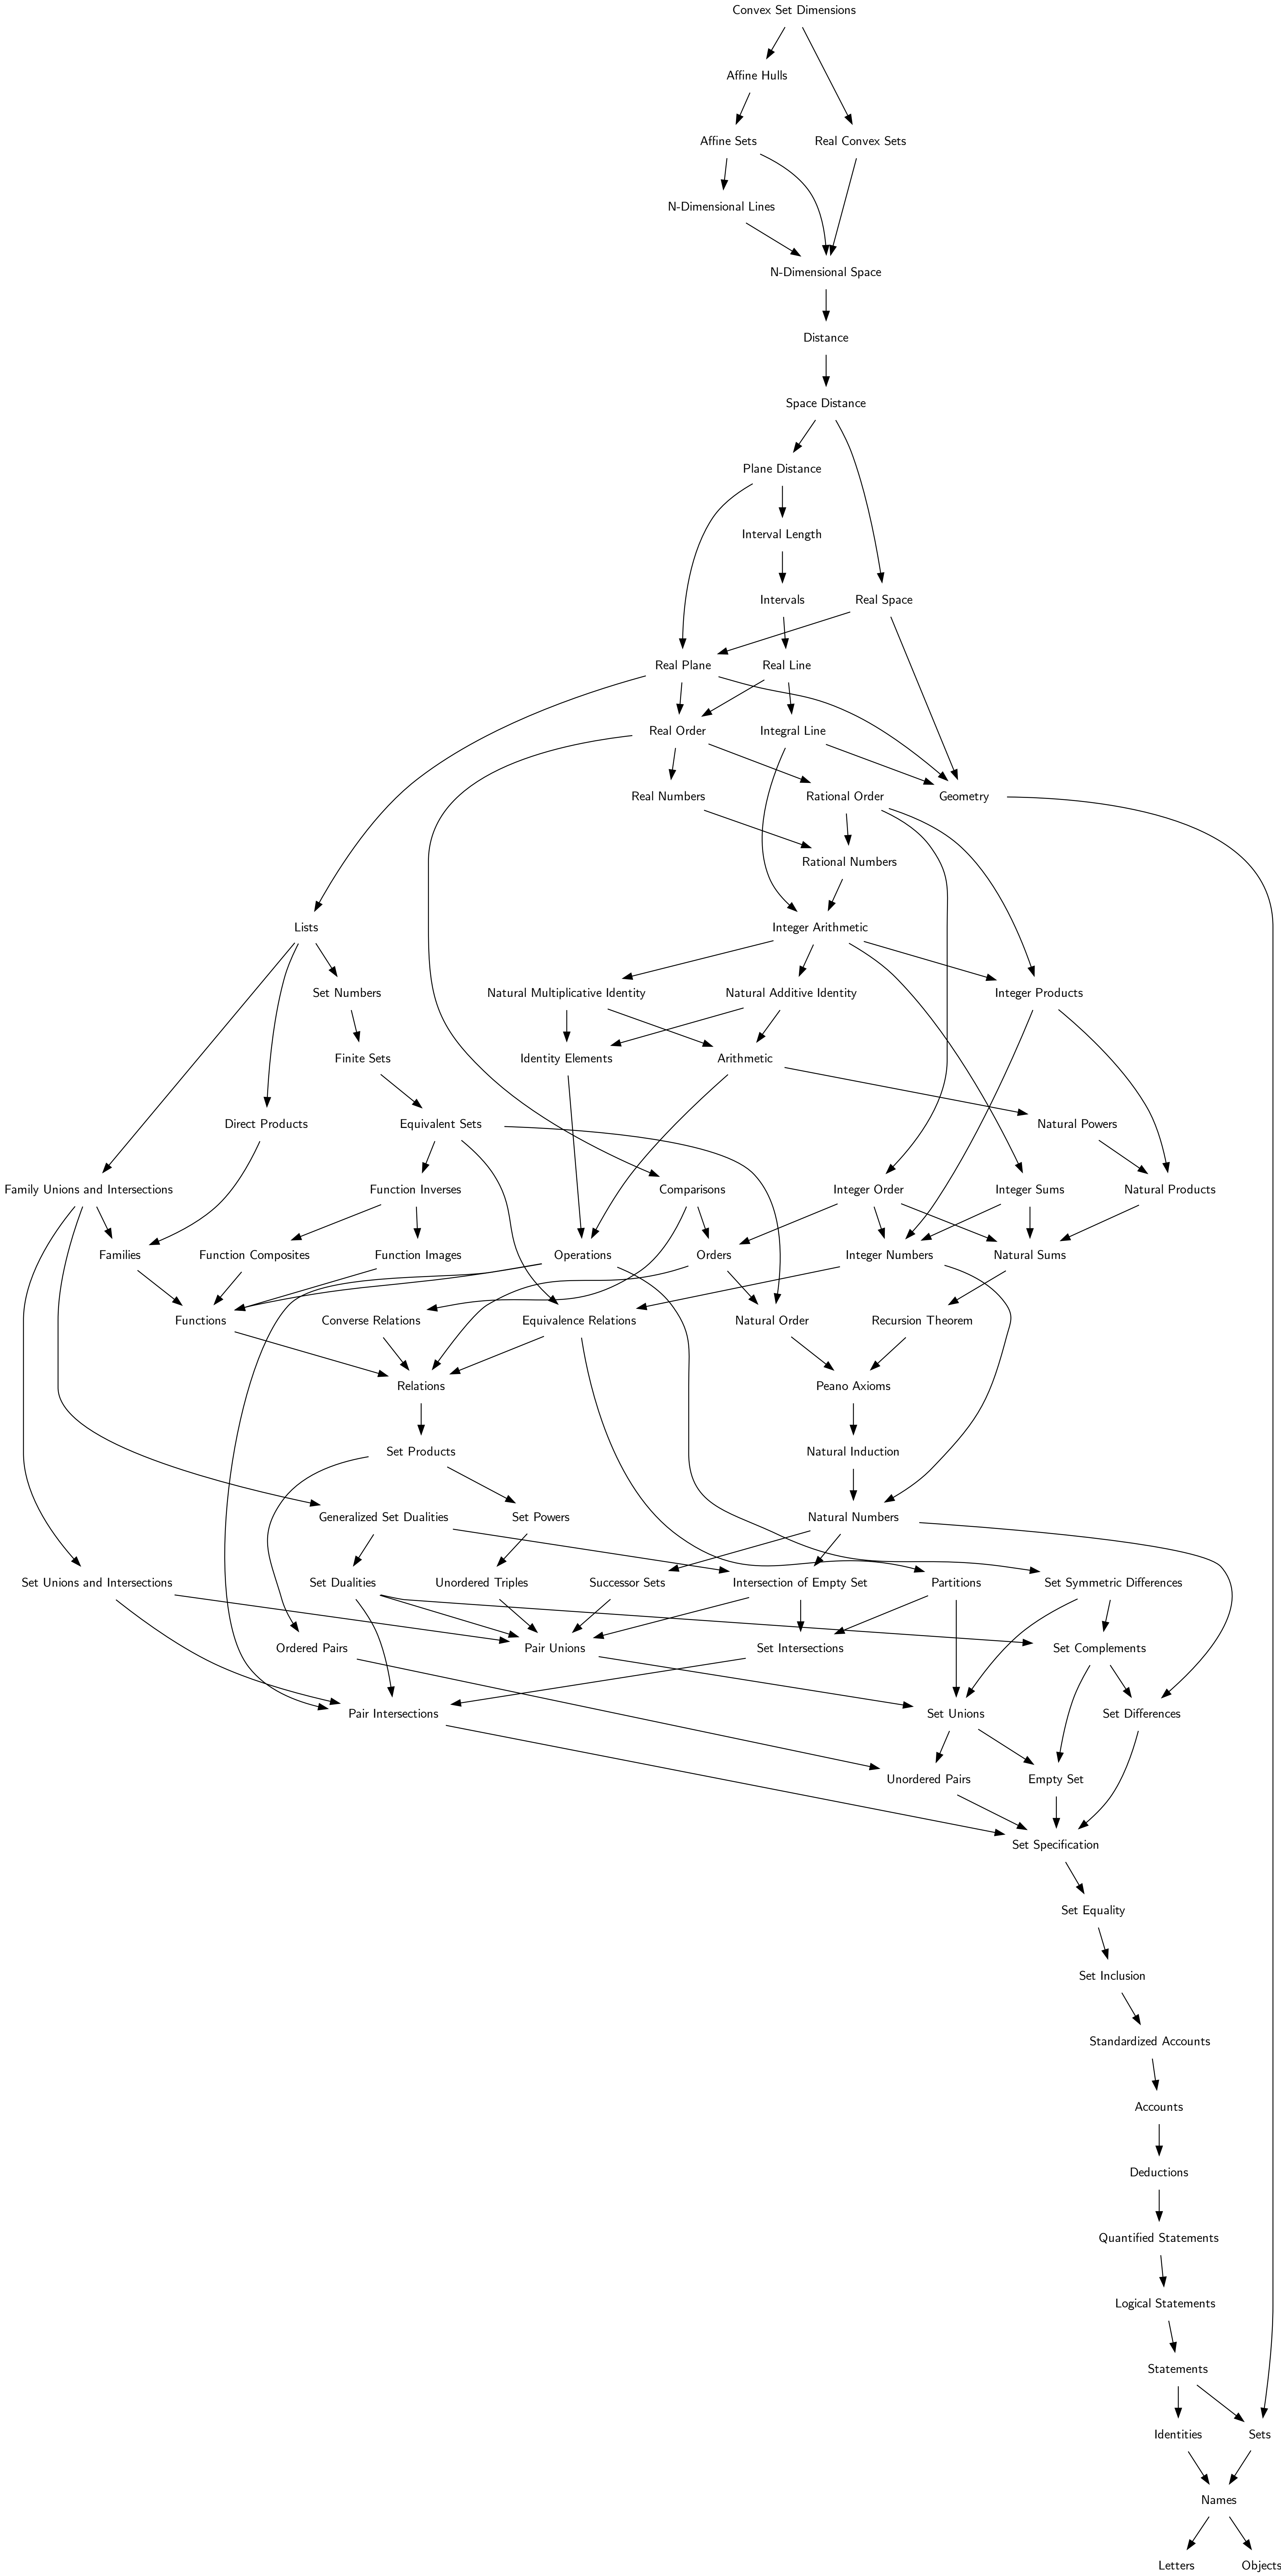 Convex Set Dimensions
Affine Hulls
Affine Sets
Real Convex Sets
N-Dimensional Lines
N-Dimensional Space
Distance
Space Distance
Plane Distance
Interval Length
Intervals
Real Space
Real Plane
Real Line
Real Order
Integral Line
Real Numbers
Rational Order
Geometry
Rational Numbers
Lists
Integer Arithmetic
Set Numbers
Natural Multiplicative Identity
Natural Additive Identity
Integer Products
Finite Sets
Identity Elements
Arithmetic
Direct Products
Equivalent Sets
Natural Powers
Family Unions and Intersections
Function Inverses
Comparisons
Integer Order
Integer Sums
Natural Products
Families
Function Composites
Function Images
Operations
Orders
Integer Numbers
Natural Sums
Functions
Converse Relations
Equivalence Relations
Natural Order
Recursion Theorem
Relations
Peano Axioms
Set Products
Natural Induction
Generalized Set Dualities
Set Powers
Natural Numbers
Set Unions and Intersections
Set Dualities
Unordered Triples
Successor Sets
Intersection of Empty Set
Partitions
Set Symmetric Differences
Ordered Pairs
Pair Unions
Set Intersections
Set Complements
Pair Intersections
Set Unions
Set Differences
Unordered Pairs
Empty Set
Set Specification
Set Equality
Set Inclusion
Standardized Accounts
Accounts
Deductions
Quantified Statements
Logical Statements
Statements
Identities
Sets
Names
Letters
Objects